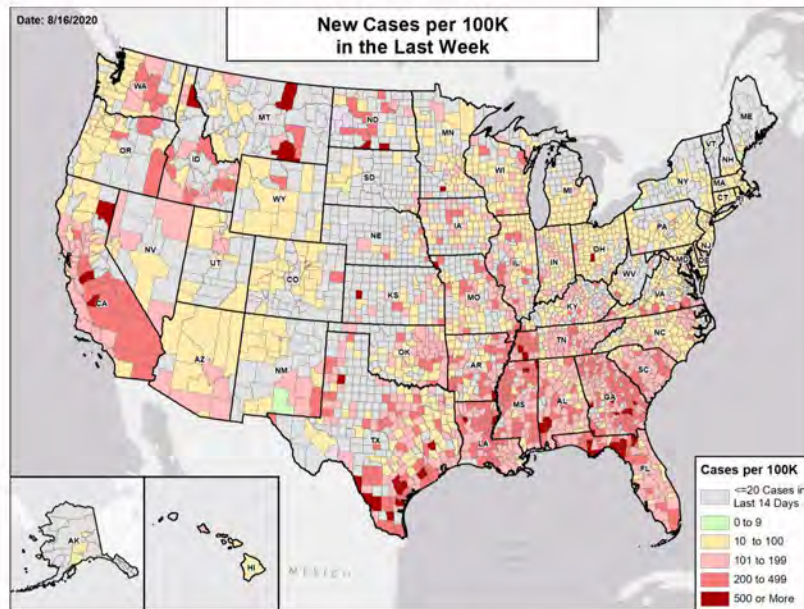 Date: 8/16/2020
New Cases per 100K
in the Last Week
WA
MT
ND
MN
ME
OR
ID
WI
VT
NH
SD
WY
MI
NY
MA
CT
IA
NE
PA
NV
UT
IL
IN
OH
NJ
MD
DE
CO
WV
CA
KS
MO
VA
KY
NC
TN
OK
AZ
NM
AR
SC
MS
AL
GA
TX
LA
FL
AK
HI
MEXICO
Cases per 100K
<=20 Cases in
Last 14 Days
0 to 9
10 to 100
101 to 199
200 to 499
500 or More